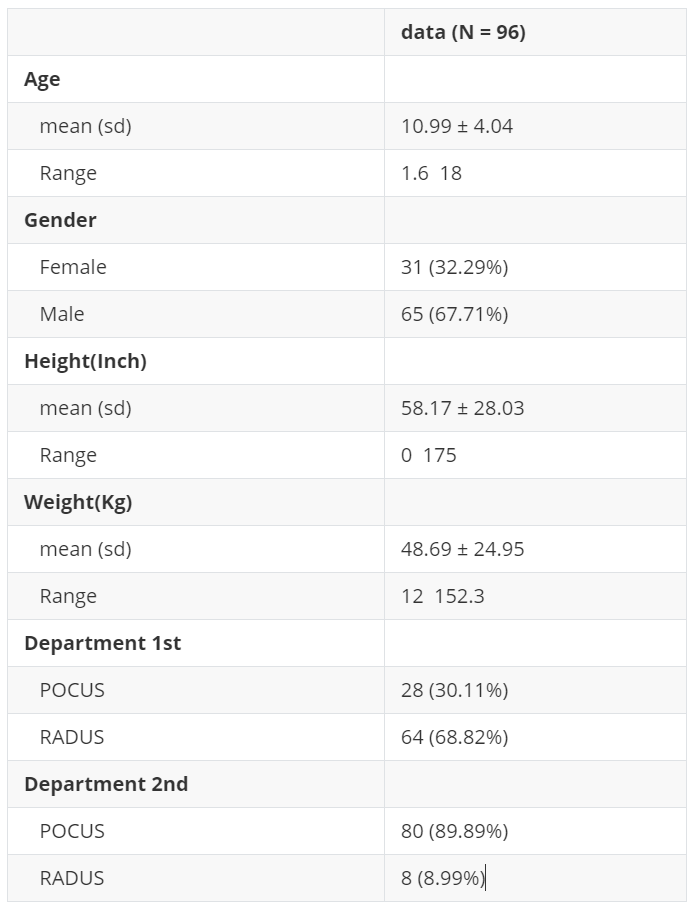 data (N = 96)
Age
mean (sd) 10.99 ± 4.04
Range 1.6 18
Gender
Female 31 (32.29%)
Male 65 (67.71%)
Height(Inch)
mean (sd) 58.17 ± 28.03
Range 0 175
Weight(Kg)
mean (sd) 48.69 ± 24.95
Range 12 152.3
Department 1st
POCUS 28 (30.11%)
RADUS 64 (68.82%)
Department 2nd
POCUS 80 (89.89%)
RADUS 8 (8.99%)